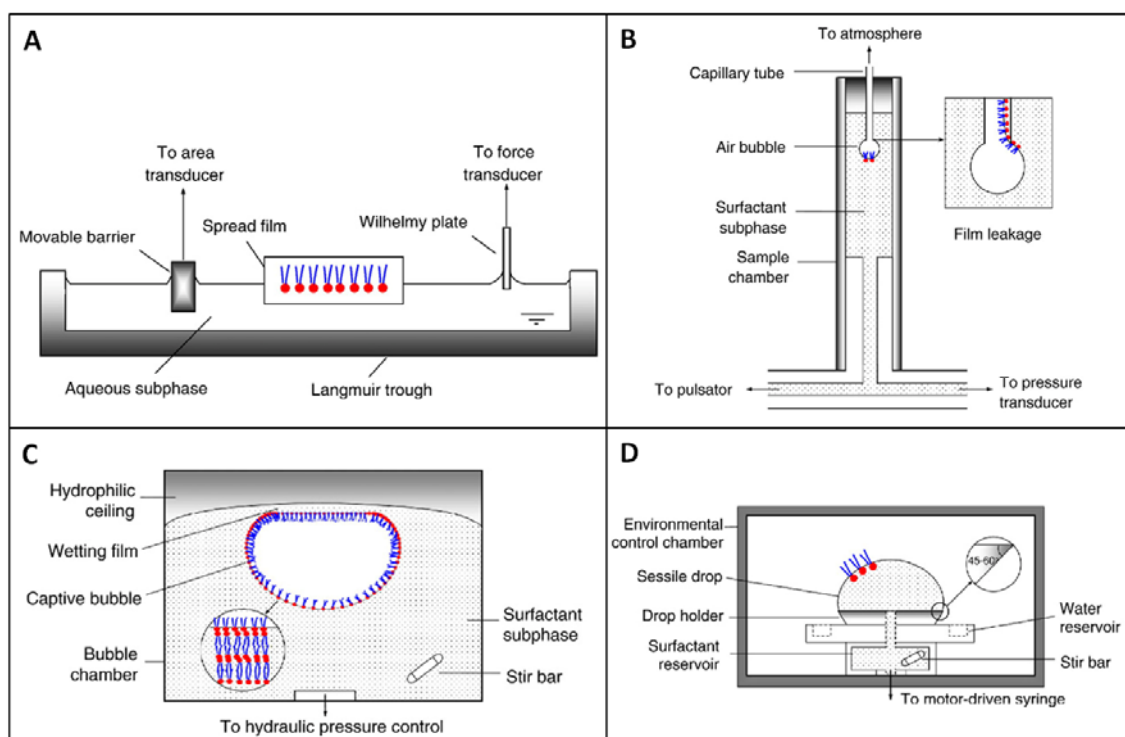 A
To area
transducer
To force
transducer
Movable barrier
Spread film
Wilhelmy plate
Aqueous subphase
Langmuir trough
B
To atmosphere
Capillary tube
Air bubble
Surfactant
subphase
Sample
chamber
Film leakage
To pulsator
To pressure
transducer
C
Hydrophilic
ceiling
Wetting film
Captive bubble
Bubble
chamber
Surfactant
subphase
Stir bar
To hydraulic pressure control
D
Environmental
control chamber
Sessile drop
Drop holder
Surfactant
reservoir
45-60°
Water
reservoir
Stir bar
To motor-driven syringe